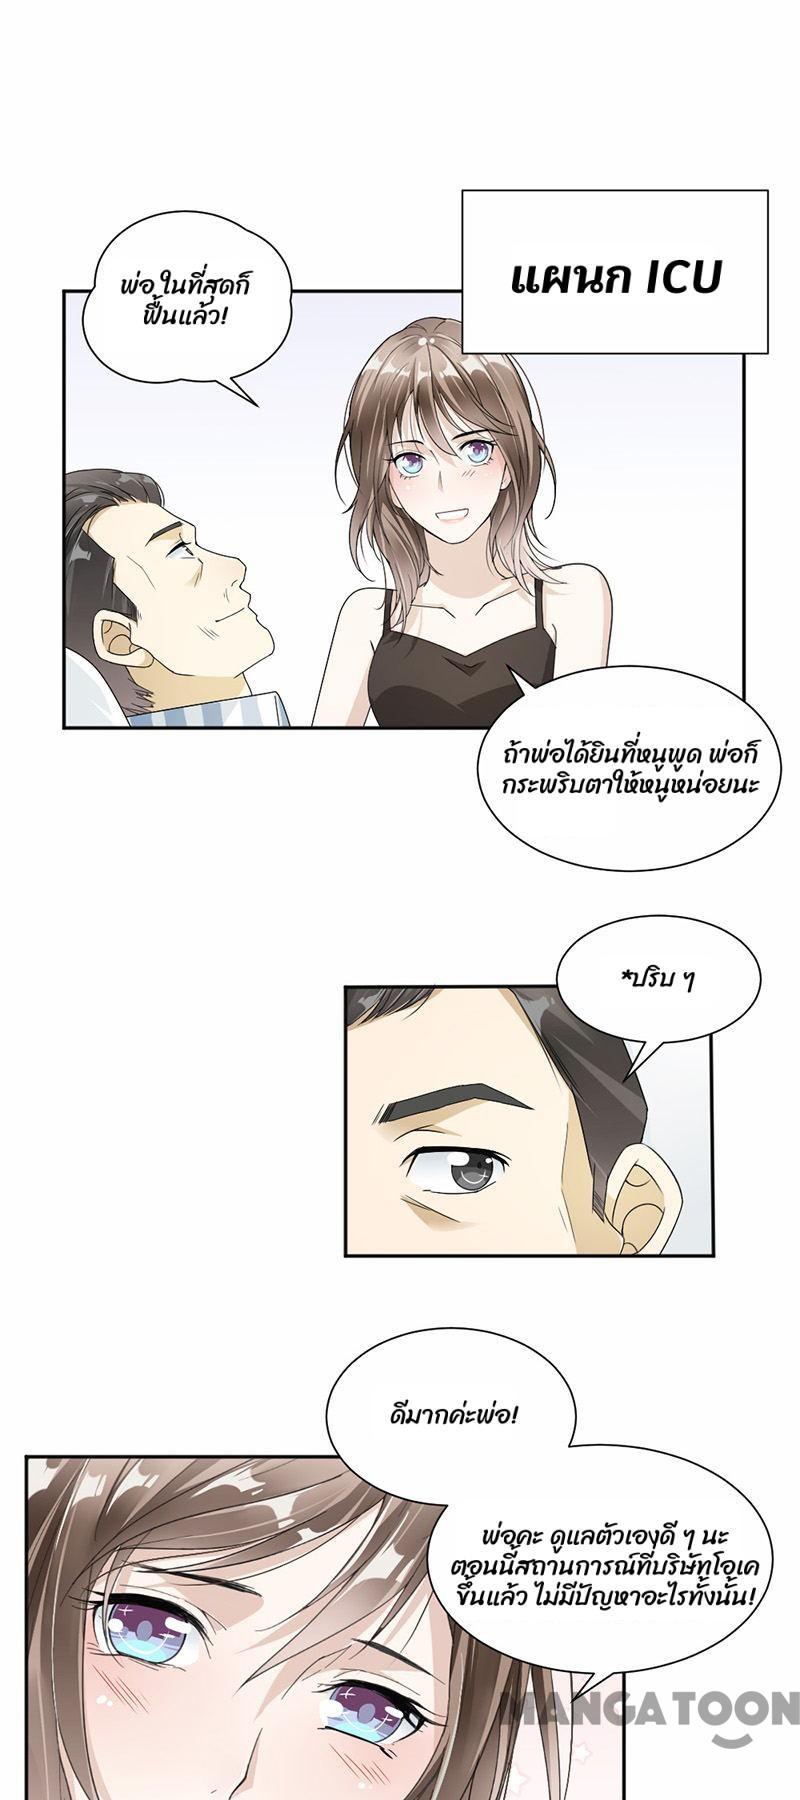 แผนก ICU
พ่อ ในที่สุดก็
ฟื้นแล้ว!
ถ้าพ่อได้ยินที่หนูพูด พ่อก็
กระพริบตาให้หนูหน่อยนะ
*ปริบ ๆ
ดีมากค่ะพ่อ!
พ่อคะ ดูแลตัวเองดี ๆ นะ
ตอนนี้สถานการณ์ที่บริษัทโอเค
ขึ้นแล้ว ไม่มีปัญหาอะไรทั้งนั้น!
MANGATOON